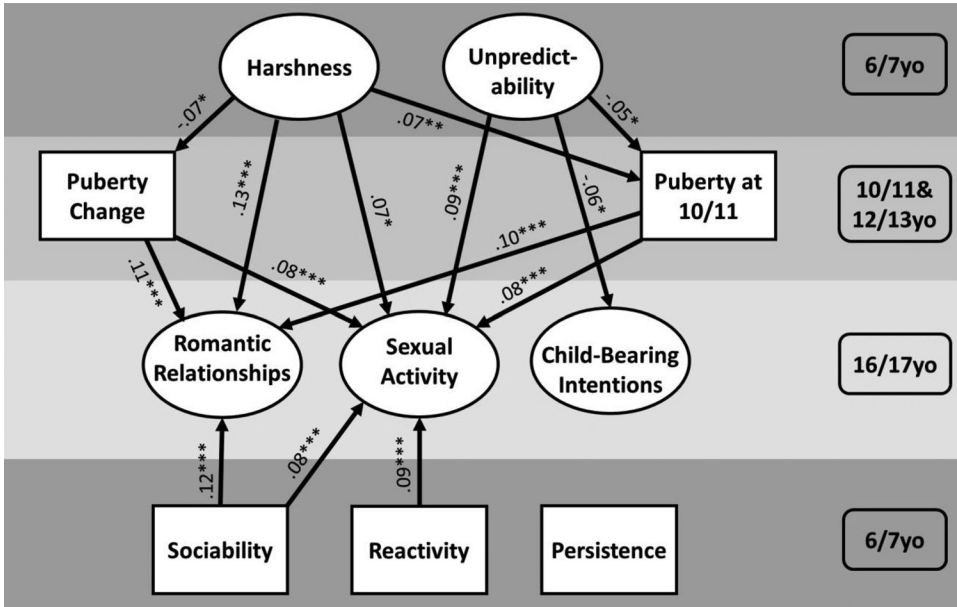 Harshness
Unpredict-
ability
6/7yo
-.07*
.07**
-.05*
Puberty
Change
.13***
.07*
.09***
-.06*
Puberty at
10/11
10/11&
12/13yo
.11***
.08***
.10***
.08***
Romantic
Relationships
Sexual
Activity
Child-Bearing
Intentions
16/17yo
.12***
.08***
.09***
Sociability
Reactivity
Persistence
6/7yo